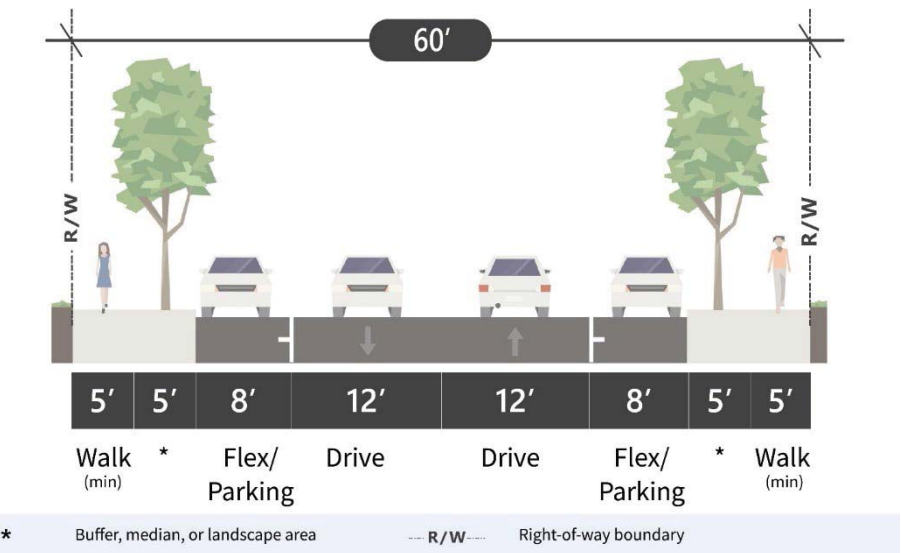 60′
R/W
R/W
5′ 5′ 8′ 12′ 12′ 8′ 5′ 5′
Walk * Flex/ Drive Drive Flex/ * Walk
(min) Parking Parking (min)
* Buffer, median, or landscape area R/W Right-of-way boundary